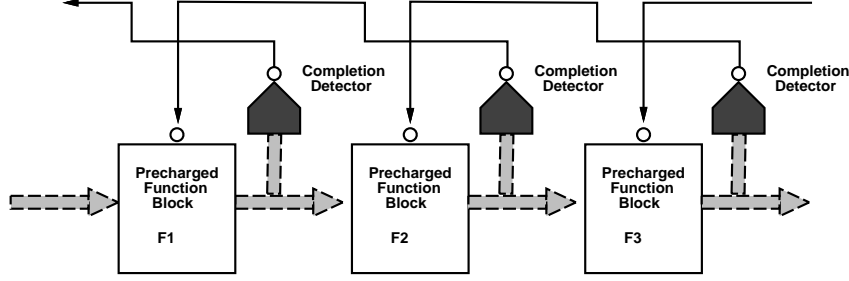 Completion
Detector
Completion
Detector
Completion
Detector
Precharged
Function
Block
F1
Precharged
Function
Block
F2
Precharged
Function
Block
F3